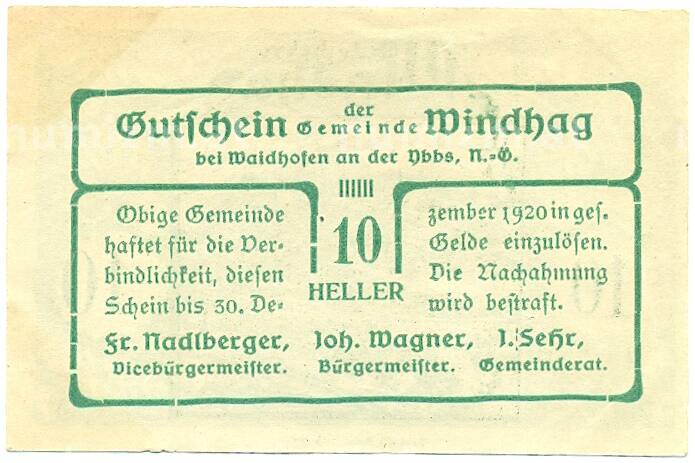 Gutschein der Gemeinde Windhag
bei Waidhofen an der Ybbs, N.-Ö.
Obige Gemeinde
haftet für die Ver-
bindlichkeit, diesen
Schein bis 30. De-
10
HELLER
zember 1920 in ges.
Gelde einzulösen.
Die Nachahmung
wird bestraft.
Fr. Nadlberger, Joh. Wagner, I. Sehr,
Vicebürgermeister. Bürgermeister. Gemeinderat.